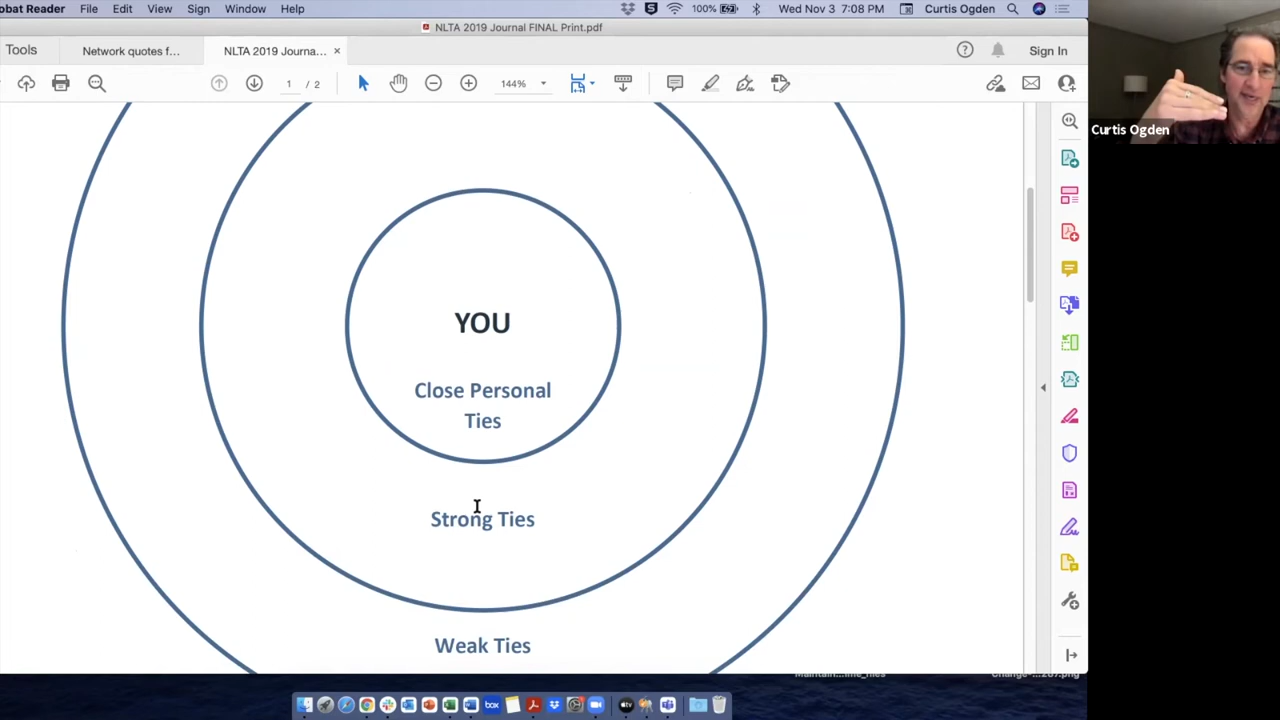 obat Reader File Edit View Sign Window Help 100% Wed Nov 3 7:08 PM Curtis Ogden
NLTA 2019 Journal FINAL Print.pdf
Tools Network quotes f... NLTA 2019 Journa... × Sign In
1 / 2 144%
Curtis Ogden
YOU
Close Personal
Ties
Strong Ties
Weak Ties
box
tv